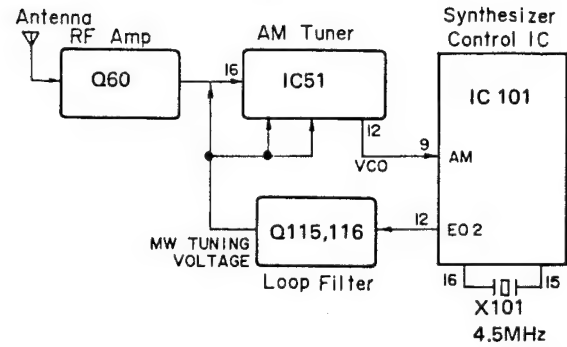 Antenna
RF Amp
AM Tuner
Synthesizer
Control IC
Q60
16
IC51
IC 101
12
9
AM
VCO
12
EO2
Q115,116
MW TUNING
VOLTAGE
Loop Filter
16
15
X101
4.5MHz